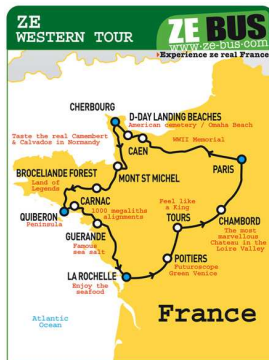 ZE
WESTERN TOUR
ZE BUS
www.ze-bus.com
Experience ze real France
CHERBOURG
D-DAY LANDING BEACHES
American cemetery / Omaha Beach
WWII Memorial
Taste the real Camembert
& Calvados in Normandy
CAEN
PARIS
MONT ST MICHEL
BROCELIANDE FOREST
Land of
Legends
Feel like
a King
CARNAC
1000 megaliths
alignments
QUIBERON
Peninsula
TOURS
CHAMBORD
The most
marvellous
Chateau in the
Loire Valley
GUERANDE
Famous
sea salt
POITIERS
Futuroscope
Green Venice
LA ROCHELLE
Enjoy the
seafood
Atlantic
Ocean
France